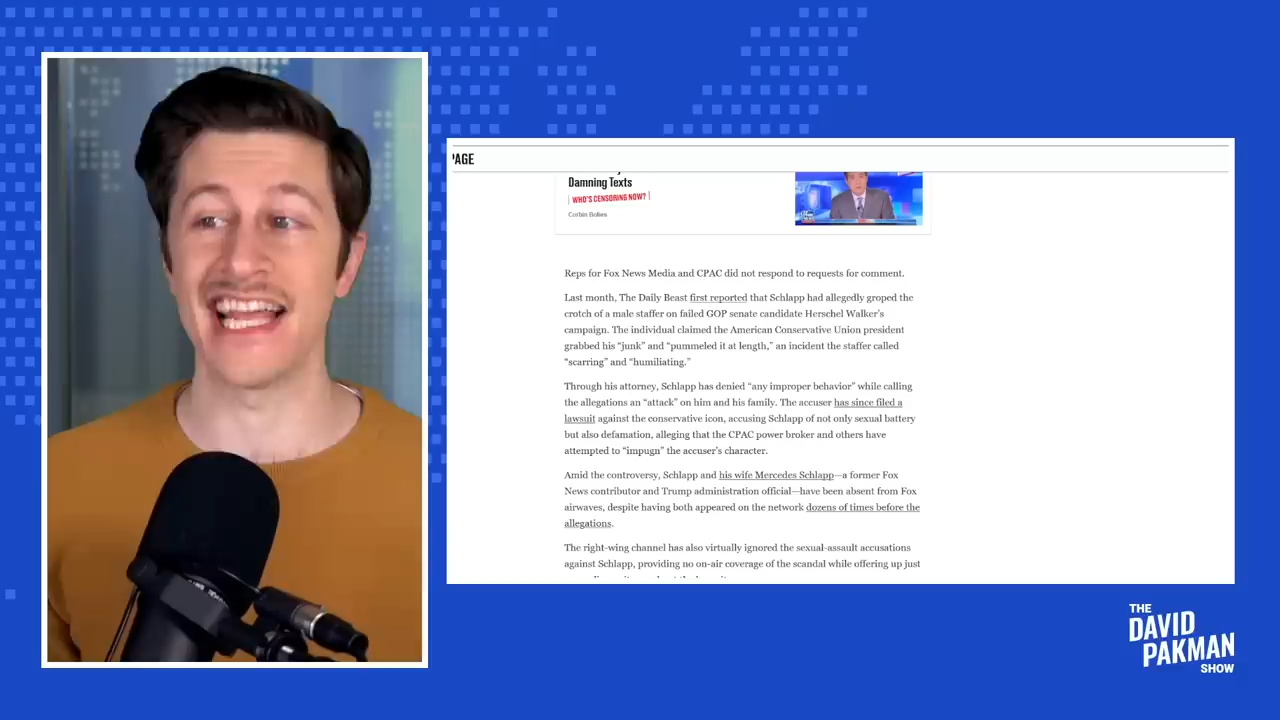 PAGE
Damning Texts
WHO'S CENSORING NOW?
Corbin Bolies
Reps for Fox News Media and CPAC did not respond to requests for comment.
Last month, The Daily Beast first reported that Schlapp had allegedly groped the
crotch of a male staffer on failed GOP senate candidate Herschel Walker's
campaign. The individual claimed the American Conservative Union president
grabbed his “junk” and “pummeled it at length,” an incident the staffer called
“scarring” and “humiliating.”
Through his attorney, Schlapp has denied “any improper behavior” while calling
the allegations an “attack” on him and his family. The accuser has since filed a
lawsuit against the conservative icon, accusing Schlapp of not only sexual battery
but also defamation, alleging that the CPAC power broker and others have
attempted to “impugn” the accuser's character.
Amid the controversy, Schlapp and his wife Mercedes Schlapp—a former Fox
News contributor and Trump administration official—have been absent from Fox
airwaves, despite having both appeared on the network dozens of times before the
allegations.
The right-wing channel has also virtually ignored the sexual-assault accusations
against Schlapp, providing no on-air coverage of the scandal while offering up just
THE
DAVID
PAKMAN
SHOW